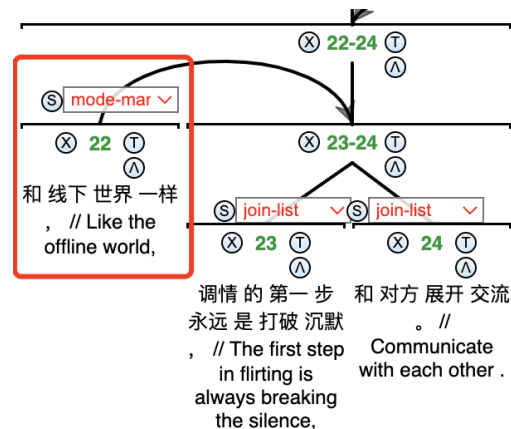 X 22-24 T
Λ
S mode-mar
X 22 T
Λ
和 线下 世界 一样
， // Like the
offline world,
X 23-24 T
Λ
S join-list
X 23 T
Λ
调情 的 第一 步
永远 是 打破 沉默
， // The first step
in flirting is
always breaking
the silence,
S join-list
X 24 T
Λ
和 对方 展开 交流
。 //
Communicate
with each other .